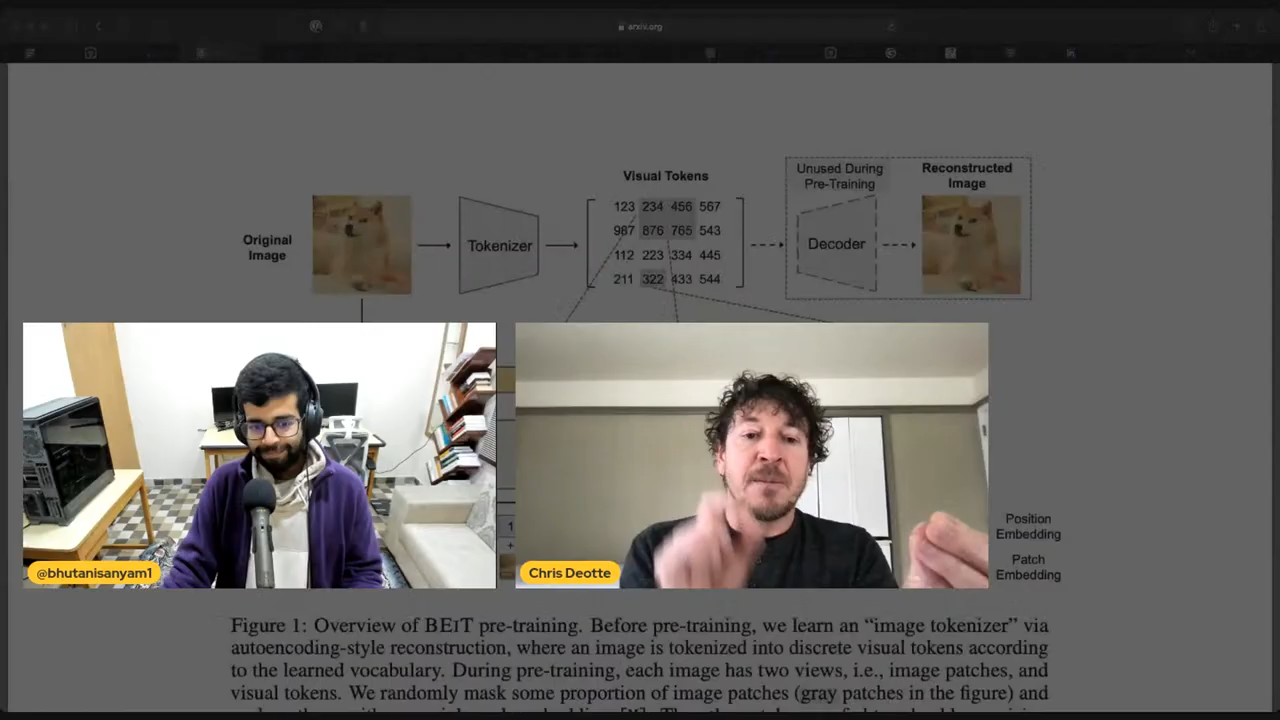 arxiv.org
Visual Tokens
Unused During
Pre-Training
Reconstructed
Image
Original
Image
Tokenizer
123 234 456 567
987 876 765 543
112 223 334 445
211 322 433 544
Decoder
Position
Embedding
Patch
Embedding
@bhutanisanyam1
Chris Deotte
Figure 1: Overview of BEIT pre-training. Before pre-training, we learn an “image tokenizer” via
autoencoding-style reconstruction, where an image is tokenized into discrete visual tokens according
to the learned vocabulary. During pre-training, each image has two views, i.e., image patches, and
visual tokens. We randomly mask some proportion of image patches (gray patches in the figure) and